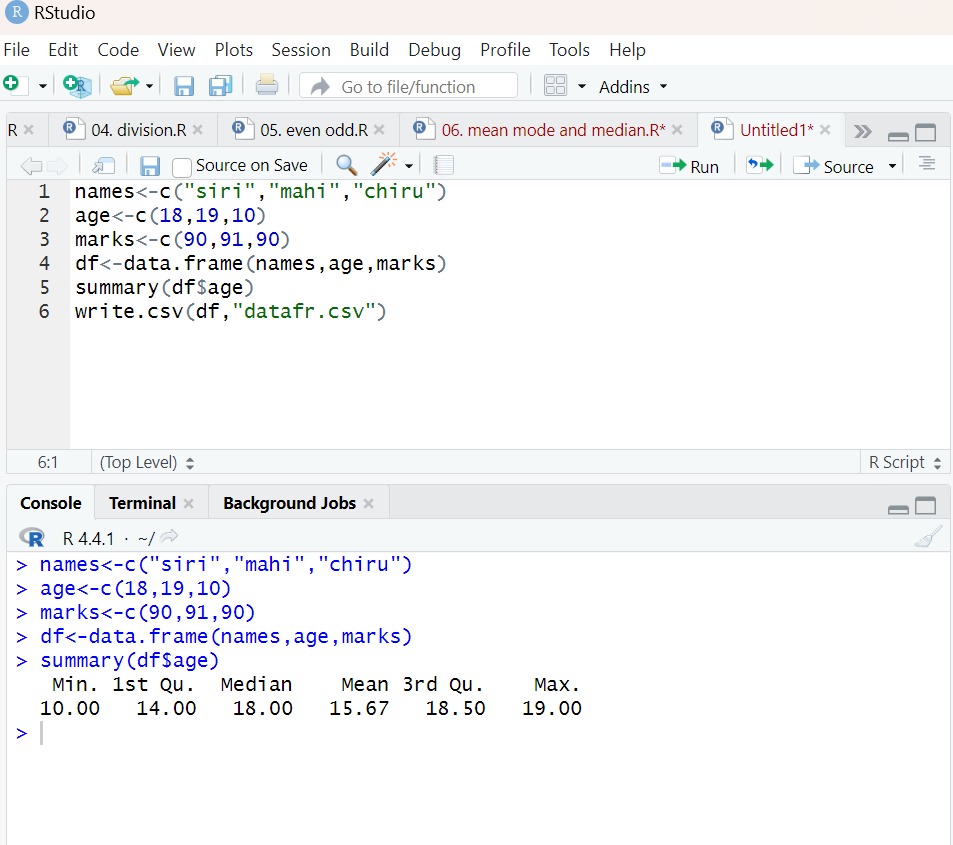 RStudio
File Edit Code View Plots Session Build Debug Profile Tools Help
Go to file/function Addins
R 04. division.R 05. even odd.R 06. mean mode and median.R* Untitled1*
Source on Save Run Source
1 names<-c("siri","mahi","chiru")
2 age<-c(18,19,10)
3 marks<-c(90,91,90)
4 df<-data.frame(names,age,marks)
5 summary(df$age)
6 write.csv(df,"datafr.csv")
6:1 (Top Level) R Script
Console Terminal Background Jobs
R R 4.4.1 · ~/
> names<-c("siri","mahi","chiru")
> age<-c(18,19,10)
> marks<-c(90,91,90)
> df<-data.frame(names,age,marks)
> summary(df$age)
Min. 1st Qu. Median Mean 3rd Qu. Max.
10.00 14.00 18.00 15.67 18.50 19.00
>